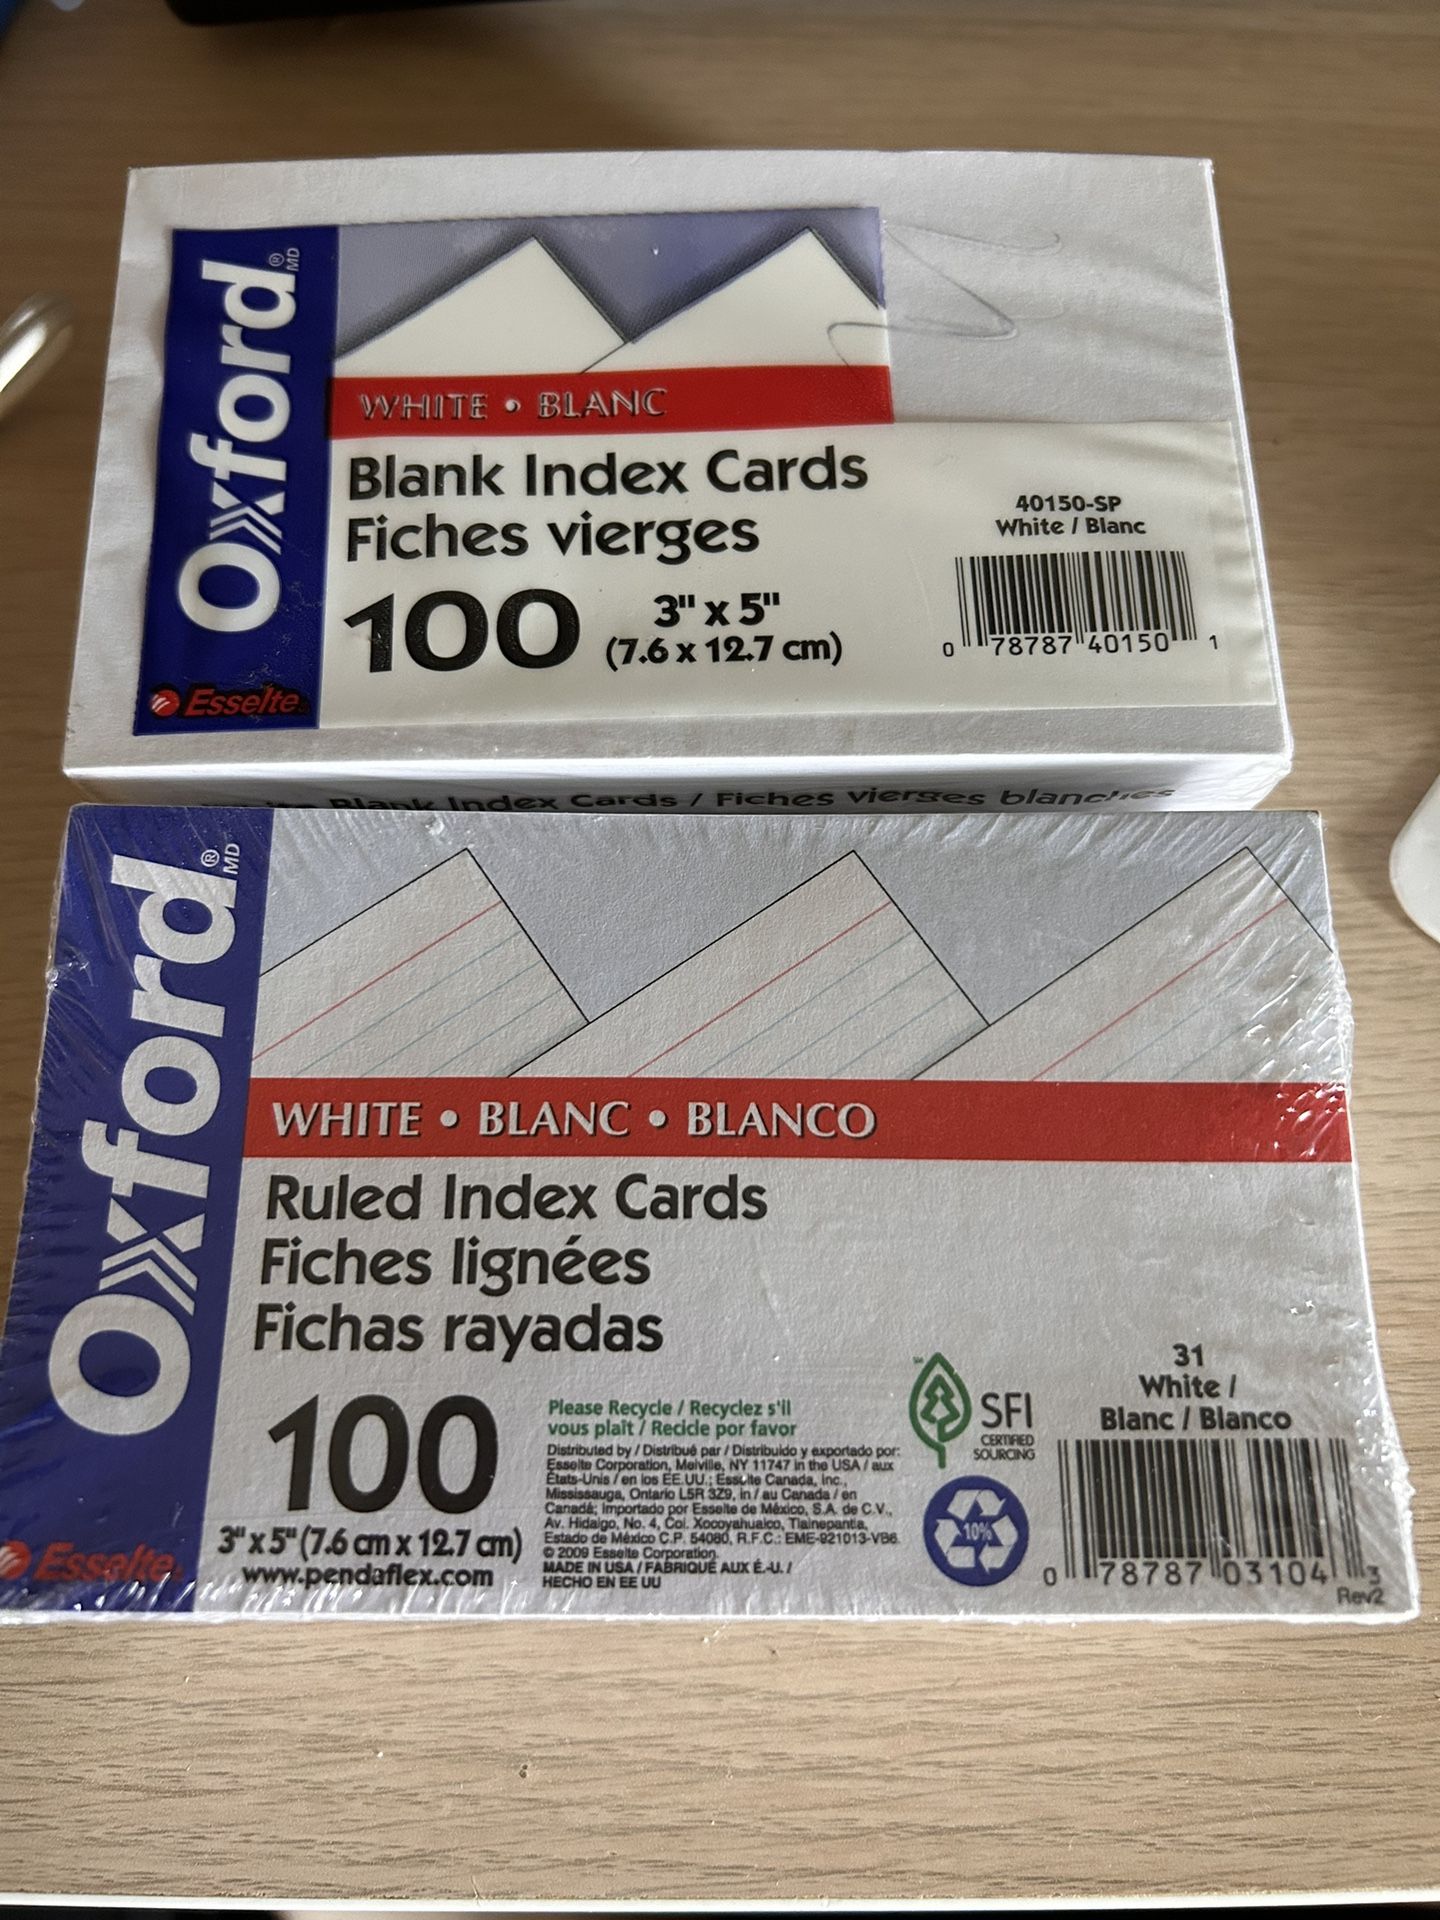 Oxford®
MD
WHITE • BLANC
Blank Index Cards
Fiches vierges
100 3" x 5"
(7.6 x 12.7 cm)
Esselte
40150-SP
White / Blanc
0 78787 40150 1
Blank Index Cards / Fiches vierges blanches
Oxford®
MD
WHITE • BLANC • BLANCO
Ruled Index Cards
Fiches lignées
Fichas rayadas
100
3" x 5" (7.6 cm x 12.7 cm)
www.pendaflex.com
Esselte
Please Recycle / Recyclez s'il
vous plaît / Recicle por favor
Distributed by / Distribué par / Distribuido y exportado por:
Esselte Corporation, Melville, NY 11747 in the USA / aux
États-Unis / en los EE.UU.; Esselte Canada, Inc.,
Mississauga, Ontario L5R 3Z9, in / au Canada / en
Canadá; Importado por Esselte de México, S.A. de C.V.,
Av. Hidalgo, No. 4, Col. Xocoyahualco, Tlalnepantla,
Estado de México C.P. 54080, R.F.C.: EME-921013-VB6
© 2009 Esselte Corporation
MADE IN USA / FABRIQUÉ AUX É.-U. /
HECHO EN EE UU
SM
SFI
CERTIFIED
SOURCING
10%
31
White /
Blanc / Blanco
0 78787 03104 3
Rev2